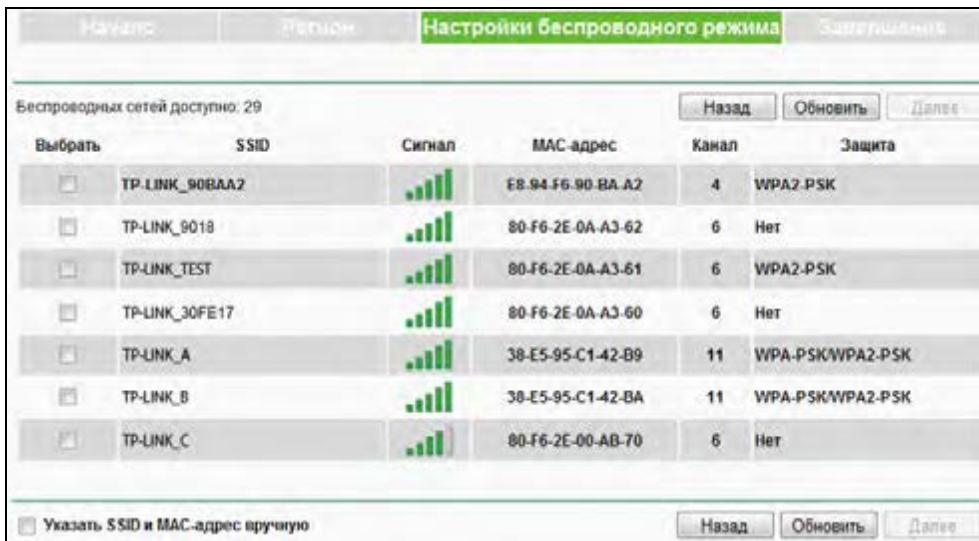 Начало Регион Настройки беспроводного режима Завершение
Беспроводных сетей доступно: 29 Назад Обновить Далее
Выбрать SSID Сигнал MAC-адрес Канал Защита
TP-LINK_90BAA2 E8-94-F6-90-BA-A2 4 WPA2-PSK
TP-LINK_9018 80-F6-2E-0A-A3-62 6 Нет
TP-LINK_TEST 80-F6-2E-0A-A3-61 6 WPA2-PSK
TP-LINK_30FE17 80-F6-2E-0A-A3-60 6 Нет
TP-LINK_A 38-E5-95-C1-42-B9 11 WPA-PSK/WPA2-PSK
TP-LINK_B 38-E5-95-C1-42-BA 11 WPA-PSK/WPA2-PSK
TP-LINK_C 80-F6-2E-00-AB-70 6 Нет
Указать SSID и MAC-адрес вручную Назад Обновить Далее